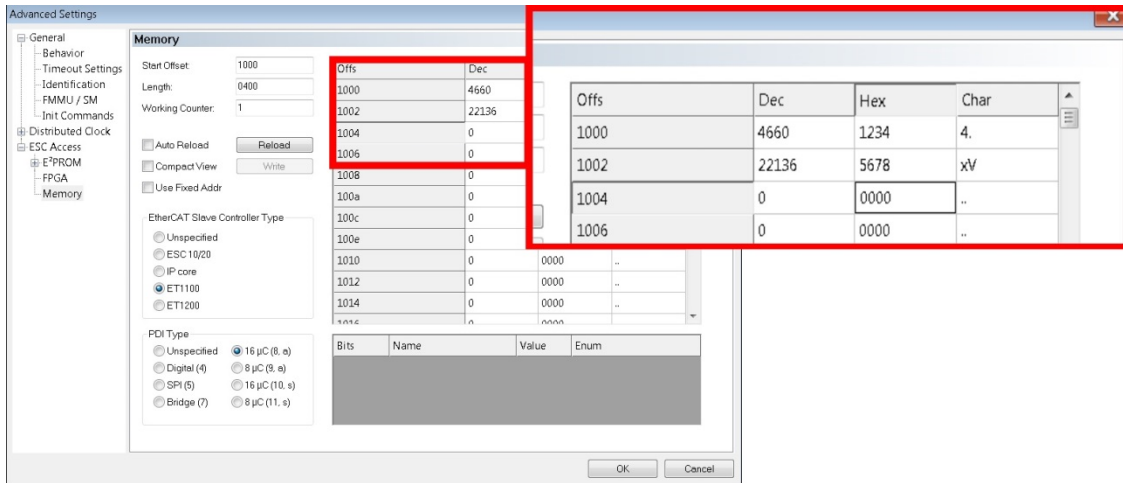 Advanced Settings
General
Behavior
Timeout Settings
Identification
FMMU / SM
Init Commands
Distributed Clock
ESC Access
E²PROM
FPGA
Memory
Memory
Start Offset: 1000
Length: 0400
Working Counter: 1
Auto Reload Reload
Compact View Write
Use Fixed Addr
EtherCAT Slave Controller Type
Unspecified
ESC 10/20
IP core
ET1100
ET1200
PDI Type
Unspecified 16 µC (8, a)
Digital (4) 8 µC (9, a)
SPI (5) 16 µC (10, s)
Bridge (7) 8 µC (11, s)
Offs Dec
1000 4660
1002 22136
1004 0
1006 0
1008 0
100a 0
100c 0
100e 0
1010 0 0000 ..
1012 0 0000 ..
1014 0 0000 ..
1016 0 0000 ..
Bits Name Value Enum
OK Cancel
Offs Dec Hex Char
1000 4660 1234 4.
1002 22136 5678 xV
1004 0 0000 ..
1006 0 0000 ..